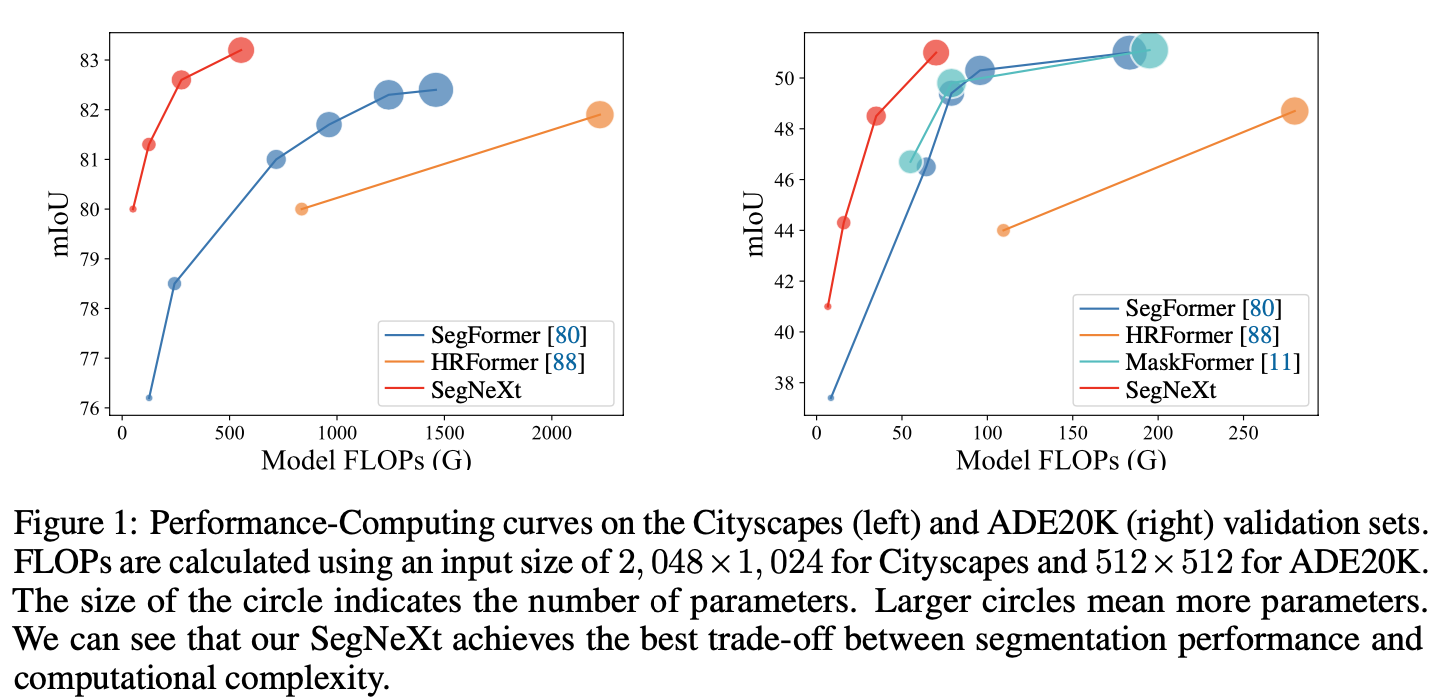 83
82
81
80
79
78
77
76
mIoU
0
500
1000
1500
2000
Model FLOPs (G)
SegFormer [80]
HRFormer [88]
SegNeXt
50
48
46
44
42
40
38
mIoU
0
50
100
150
200
250
Model FLOPs (G)
SegFormer [80]
HRFormer [88]
MaskFormer [11]
SegNeXt
Figure 1: Performance-Computing curves on the Cityscapes (left) and ADE20K (right) validation sets.
FLOPs are calculated using an input size of 2, 048 × 1, 024 for Cityscapes and 512 × 512 for ADE20K.
The size of the circle indicates the number of parameters. Larger circles mean more parameters.
We can see that our SegNeXt achieves the best trade-off between segmentation performance and
computational complexity.